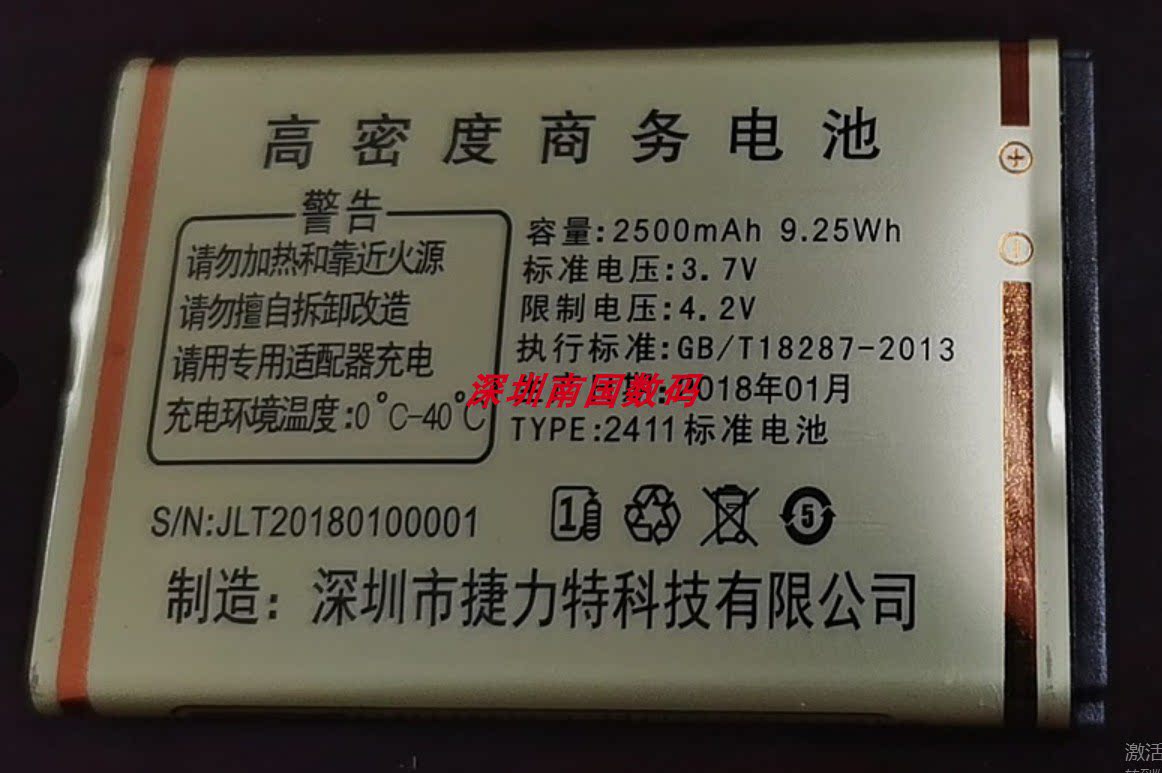 高密度商务电池
警告
请勿加热和靠近火源
请勿擅自拆卸改造
请用专用适配器充电
充电环境温度:0°C-40°C
容量:2500mAh 9.25Wh
标准电压:3.7V
限制电压:4.2V
执行标准:GB/T18287-2013
深圳南国数码
2018年01月
TYPE:2411标准电池
S/N:JLT20180100001
1
5
制造：深圳市捷力特科技有限公司
激活